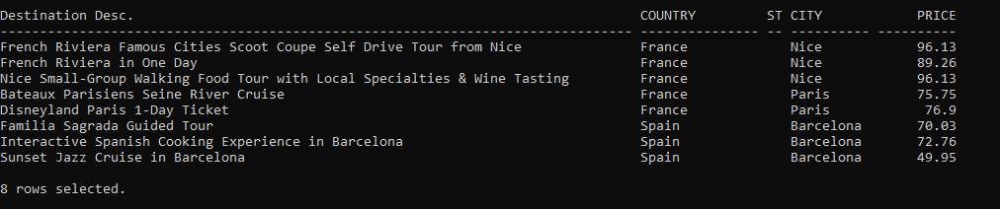 Destination Desc. COUNTRY ST CITY PRICE
-------------------------------------------------------------------------------- --------------- -- ---------- ----------
French Riviera Famous Cities Scoot Coupe Self Drive Tour from Nice France Nice 96.13
French Riviera in One Day France Nice 89.26
Nice Small-Group Walking Food Tour with Local Specialties & Wine Tasting France Nice 96.13
Bateaux Parisiens Seine River Cruise France Paris 75.75
Disneyland Paris 1-Day Ticket France Paris 76.9
Familia Sagrada Guided Tour Spain Barcelona 70.03
Interactive Spanish Cooking Experience in Barcelona Spain Barcelona 72.76
Sunset Jazz Cruise in Barcelona Spain Barcelona 49.95
8 rows selected.